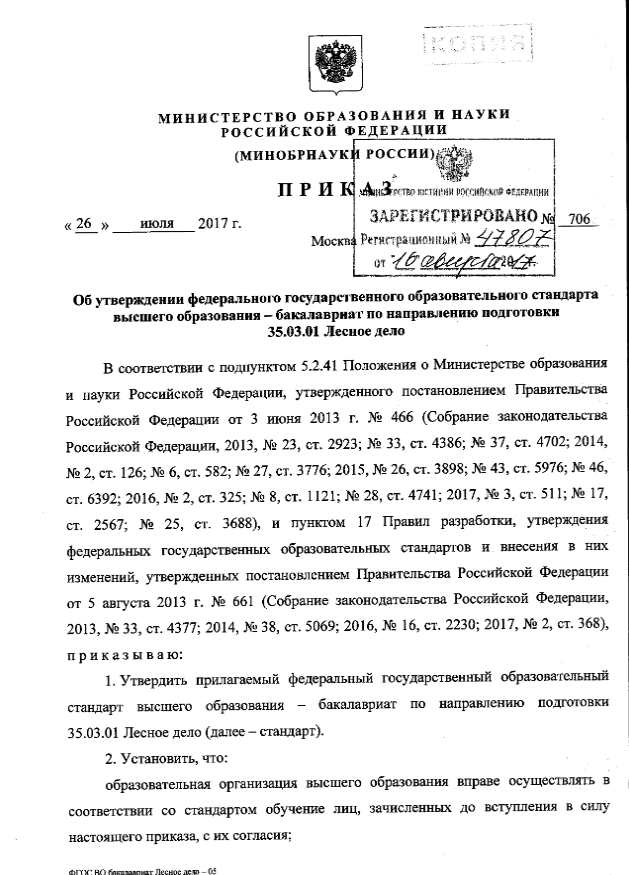 КОПИЯ
МИНИСТЕРСТВО ОБРАЗОВАНИЯ И НАУКИ
РОССИЙСКОЙ ФЕДЕРАЦИИ
(МИНОБРНАУКИ РОССИИ)
П Р И К А З
МИНИСТЕРСТВО ЮСТИЦИИ РОССИЙСКОЙ ФЕДЕРАЦИИ
ЗАРЕГИСТРИРОВАНО
« 26 » июля 2017 г. № 706
Москва
Регистрационный № 47807
от "16 августа 2017
Об утверждении федерального государственного образовательного стандарта
высшего образования – бакалавриат по направлению подготовки
35.03.01 Лесное дело
В соответствии с подпунктом 5.2.41 Положения о Министерстве образования
и науки Российской Федерации, утвержденного постановлением Правительства
Российской Федерации от 3 июня 2013 г. № 466 (Собрание законодательства
Российской Федерации, 2013, № 23, ст. 2923; № 33, ст. 4386; № 37, ст. 4702; 2014,
№ 2, ст. 126; № 6, ст. 582; № 27, ст. 3776; 2015, № 26, ст. 3898; № 43, ст. 5976; № 46,
ст. 6392; 2016, № 2, ст. 325; № 8, ст. 1121; № 28, ст. 4741; 2017, № 3, ст. 511; № 17,
ст. 2567; № 25, ст. 3688), и пунктом 17 Правил разработки, утверждения
федеральных государственных образовательных стандартов и внесения в них
изменений, утвержденных постановлением Правительства Российской Федерации
от 5 августа 2013 г. № 661 (Собрание законодательства Российской Федерации,
2013, № 33, ст. 4377; 2014, № 38, ст. 5069; 2016, № 16, ст. 2230; 2017, № 2, ст. 368),
п р и к а з ы в а ю:
1. Утвердить прилагаемый федеральный государственный образовательный
стандарт высшего образования – бакалавриат по направлению подготовки
35.03.01 Лесное дело (далее – стандарт).
2. Установить, что:
образовательная организация высшего образования вправе осуществлять в
соответствии со стандартом обучение лиц, зачисленных до вступления в силу
настоящего приказа, с их согласия;
ФГОС ВО бакалавриат Лесное дело – 05